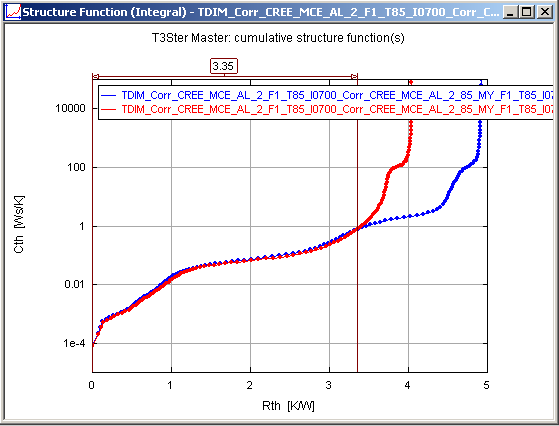 Structure Function (Integral) - TDIM_Corr_CREE_MCE_AL_2_F1_T85_I0700_Corr_C...
T3Ster Master: cumulative structure function(s)
3.35
TDIM_Corr_CREE_MCE_AL_2_F1_T85_I0700_Corr_CREE_MCE_AL_2_85_MY_F1_T85_I07
TDIM_Corr_CREE_MCE_AL_2_F1_T85_I0700_Corr_CREE_MCE_AL_2_85_MY_F1_T85_I07
10000
100
1
0.01
1e-4
Cth [Ws/K]
0 1 2 3 4 5
Rth [K/W]